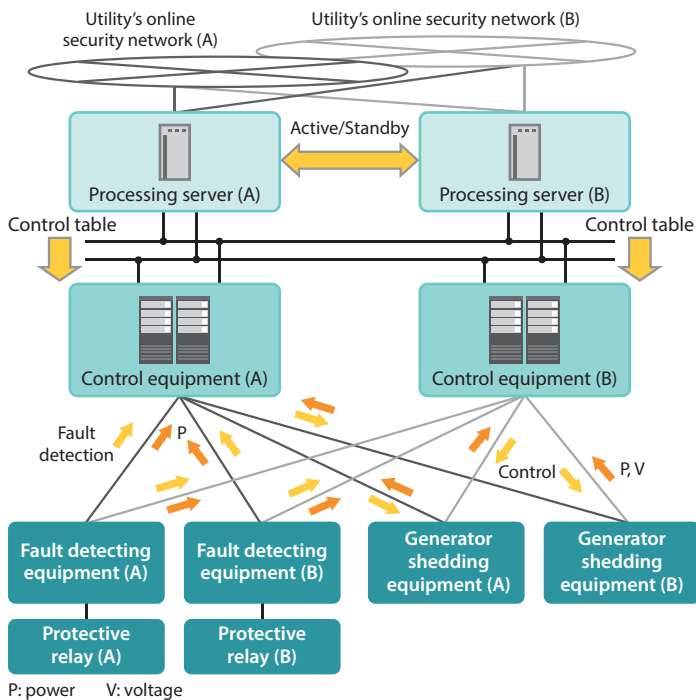 Utility's online
security network (A)
Utility's online security network (B)
Active/Standby
Processing server (A)
Processing server (B)
Control table
Control table
Control equipment (A)
Control equipment (B)
Fault
detection
P
Control
P, V
Fault detecting
equipment (A)
Fault detecting
equipment (B)
Generator
shedding
equipment (A)
Generator
shedding
equipment (B)
Protective
relay (A)
Protective
relay (B)
P: power V: voltage